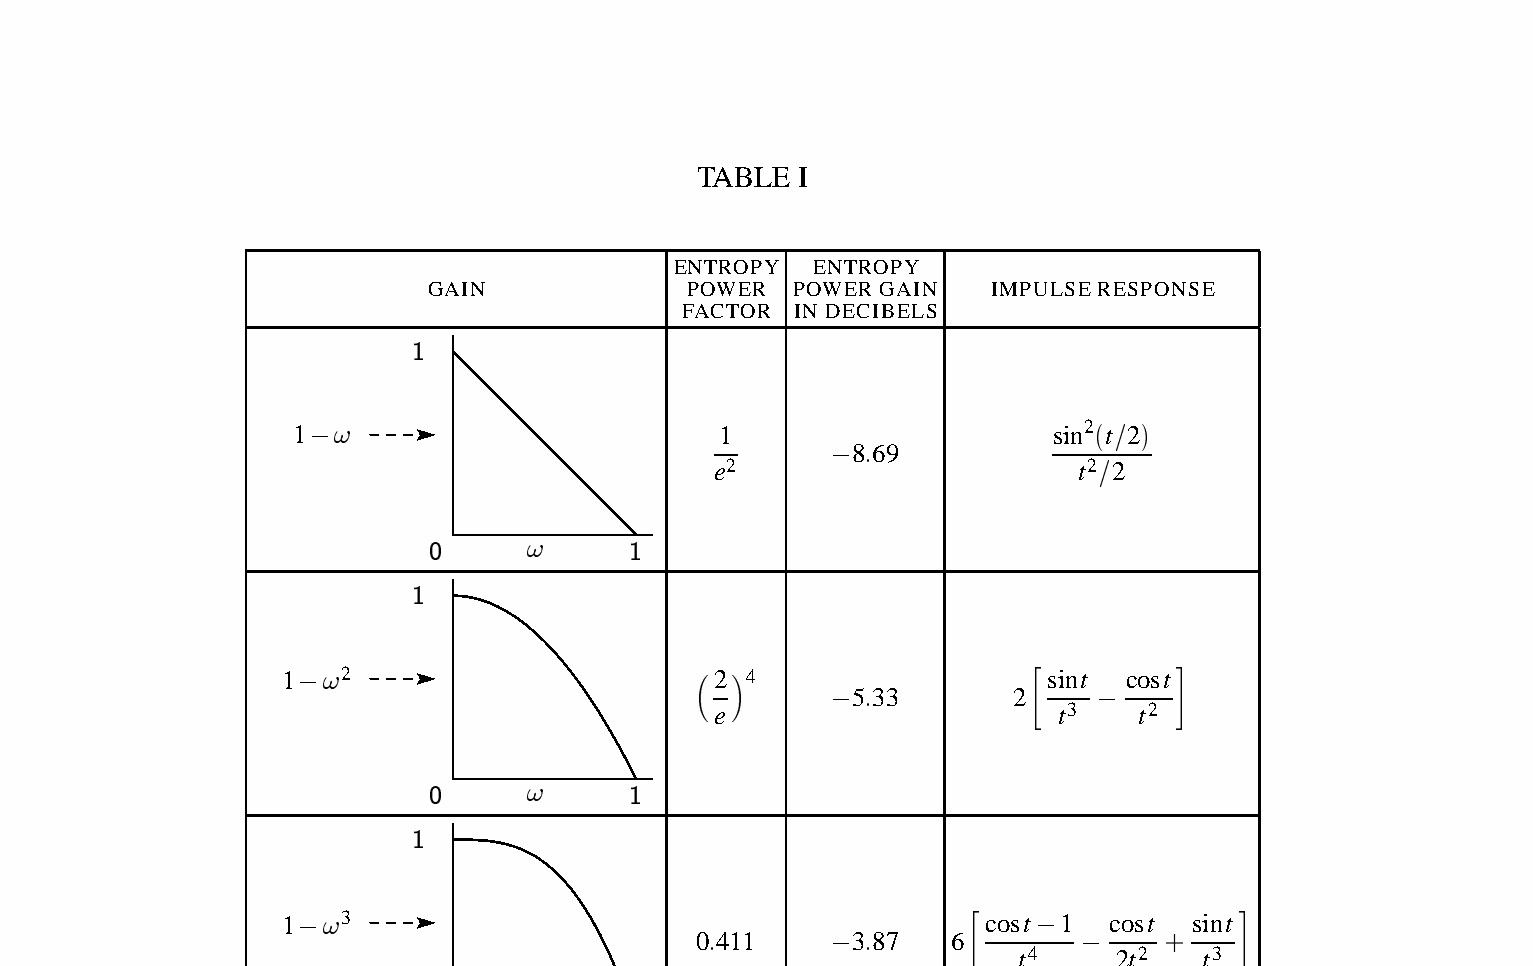 TABLE I
GAIN
ENTROPY
POWER
FACTOR
ENTROPY
POWER GAIN
IN DECIBELS
IMPULSE RESPONSE
1
1 − ω
0 ω 1
1/e²
−8.69
sin²(t/2) / t²/2
1
1 − ω²
0 ω 1
(2/e)⁴
−5.33
2 [sin t/t³ − cos t/t²]
1
1 − ω³
0.411
−3.87
6 [cos t − 1/t⁴ − cos t/2t² + sin t/t³]